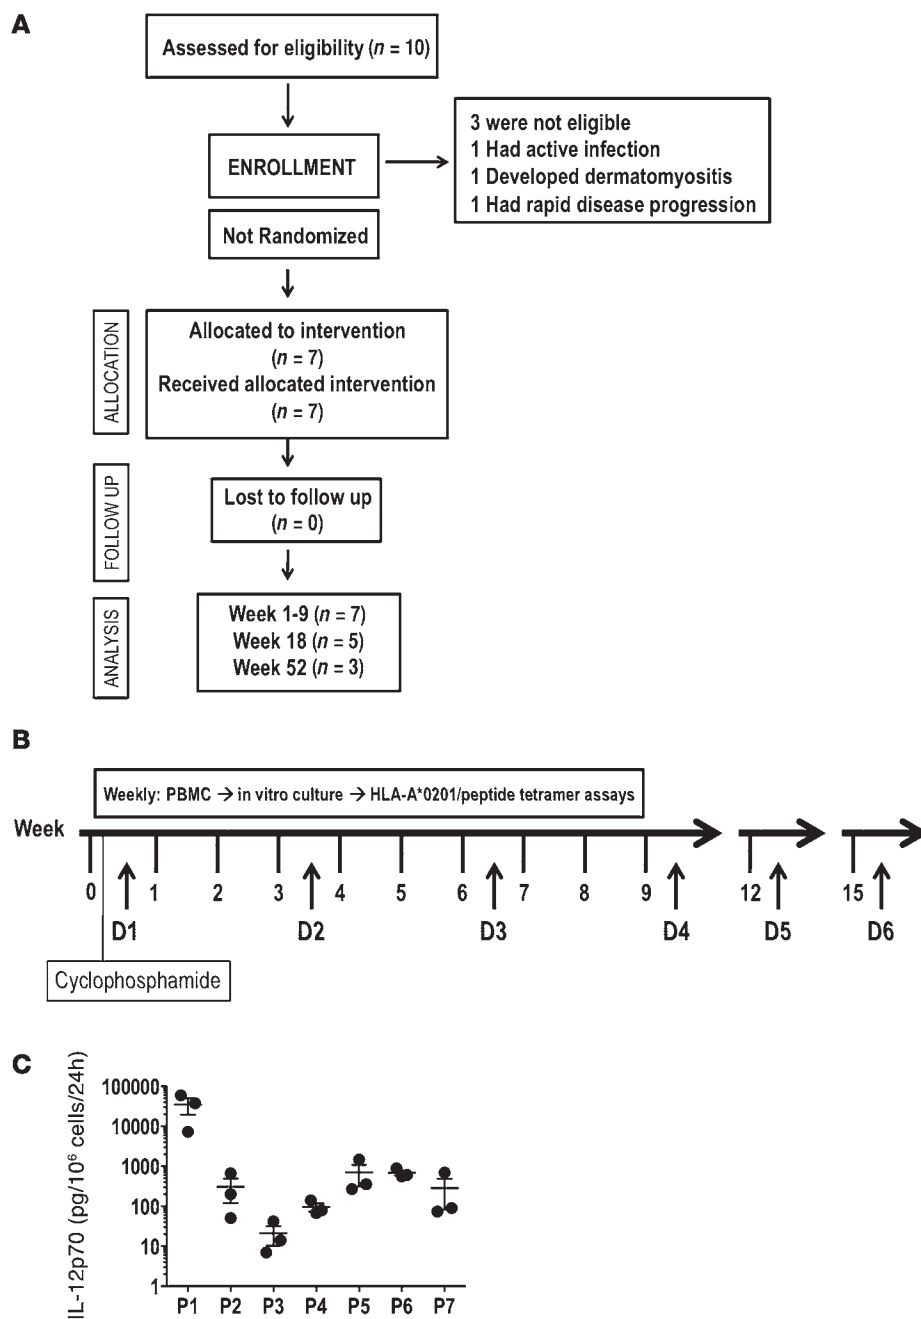 A
Assessed for eligibility (n = 10)
ENROLLMENT
3 were not eligible
1 Had active infection
1 Developed dermatomyositis
1 Had rapid disease progression
Not Randomized
ALLOCATION
Allocated to intervention
(n = 7)
Received allocated intervention
(n = 7)
FOLLOW UP
Lost to follow up
(n = 0)
ANALYSIS
Week 1-9 (n = 7)
Week 18 (n = 5)
Week 52 (n = 3)
B
Weekly: PBMC → in vitro culture → HLA-A*0201/peptide tetramer assays
Week
0 1 2 3 4 5 6 7 8 9 12 15
D1 D2 D3 D4 D5 D6
Cyclophosphamide
C
IL-12p70 (pg/10⁶ cells/24h)
100000
10000
1000
100
10
1
P1 P2 P3 P4 P5 P6 P7